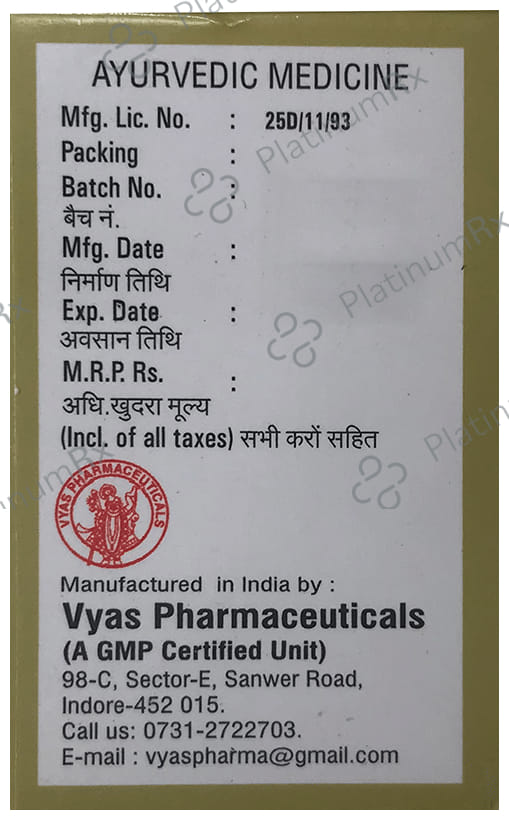 AYURVEDIC MEDICINE
Mfg. Lic. No. : 25D/11/93
Packing :
Batch No. :
बैच नं.
Mfg. Date :
निर्माण तिथि
Exp. Date :
अवसान तिथि
M.R.P. Rs. :
अधि.खुदरा मूल्य
(Incl. of all taxes) सभी करों सहित
VYAS PHARMACEUTICALS
Manufactured in India by :
Vyas Pharmaceuticals
(A GMP Certified Unit)
98-C, Sector-E, Sanwer Road,
Indore-452 015.
Call us: 0731-2722703.
E-mail : vyaspharma@gmail.com
PlatinumRx
PlatinumRx